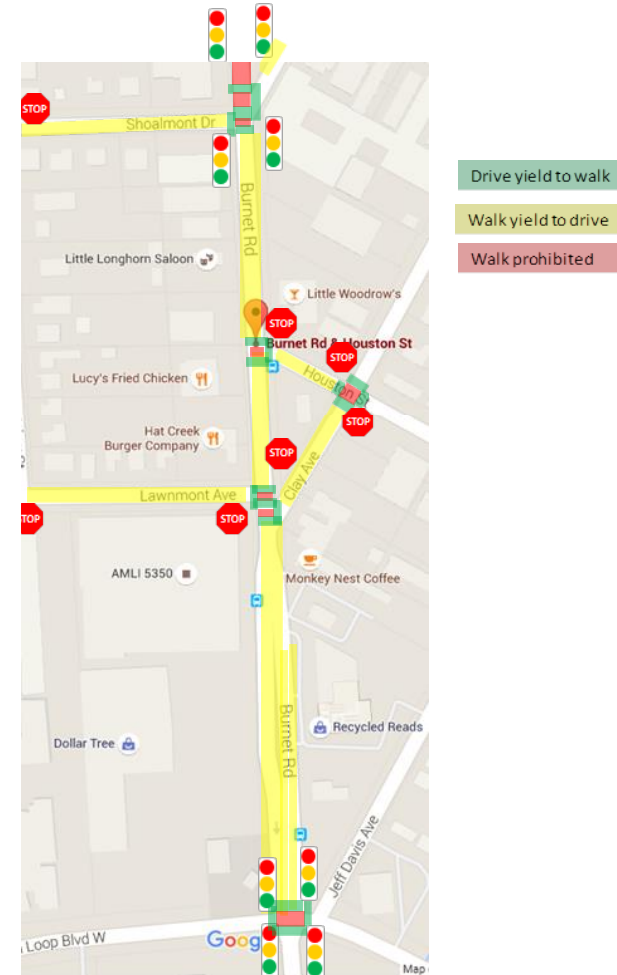 STOP
Shoalmont Dr
Burnet Rd
Drive yield to walk
Walk yield to drive
Walk prohibited
Little Longhorn Saloon
Little Woodrow's
STOP
Burnet Rd & Houston St
STOP
Houston St
Lucy's Fried Chicken
STOP
Hat Creek
Burger Company
STOP
Clay Ave
Lawnmont Ave
TOP
STOP
AMLI 5350
Monkey Nest Coffee
Burnet Rd
Recycled Reads
Dollar Tree
Jeff Davis Ave
Loop Blvd W
Goog
Map